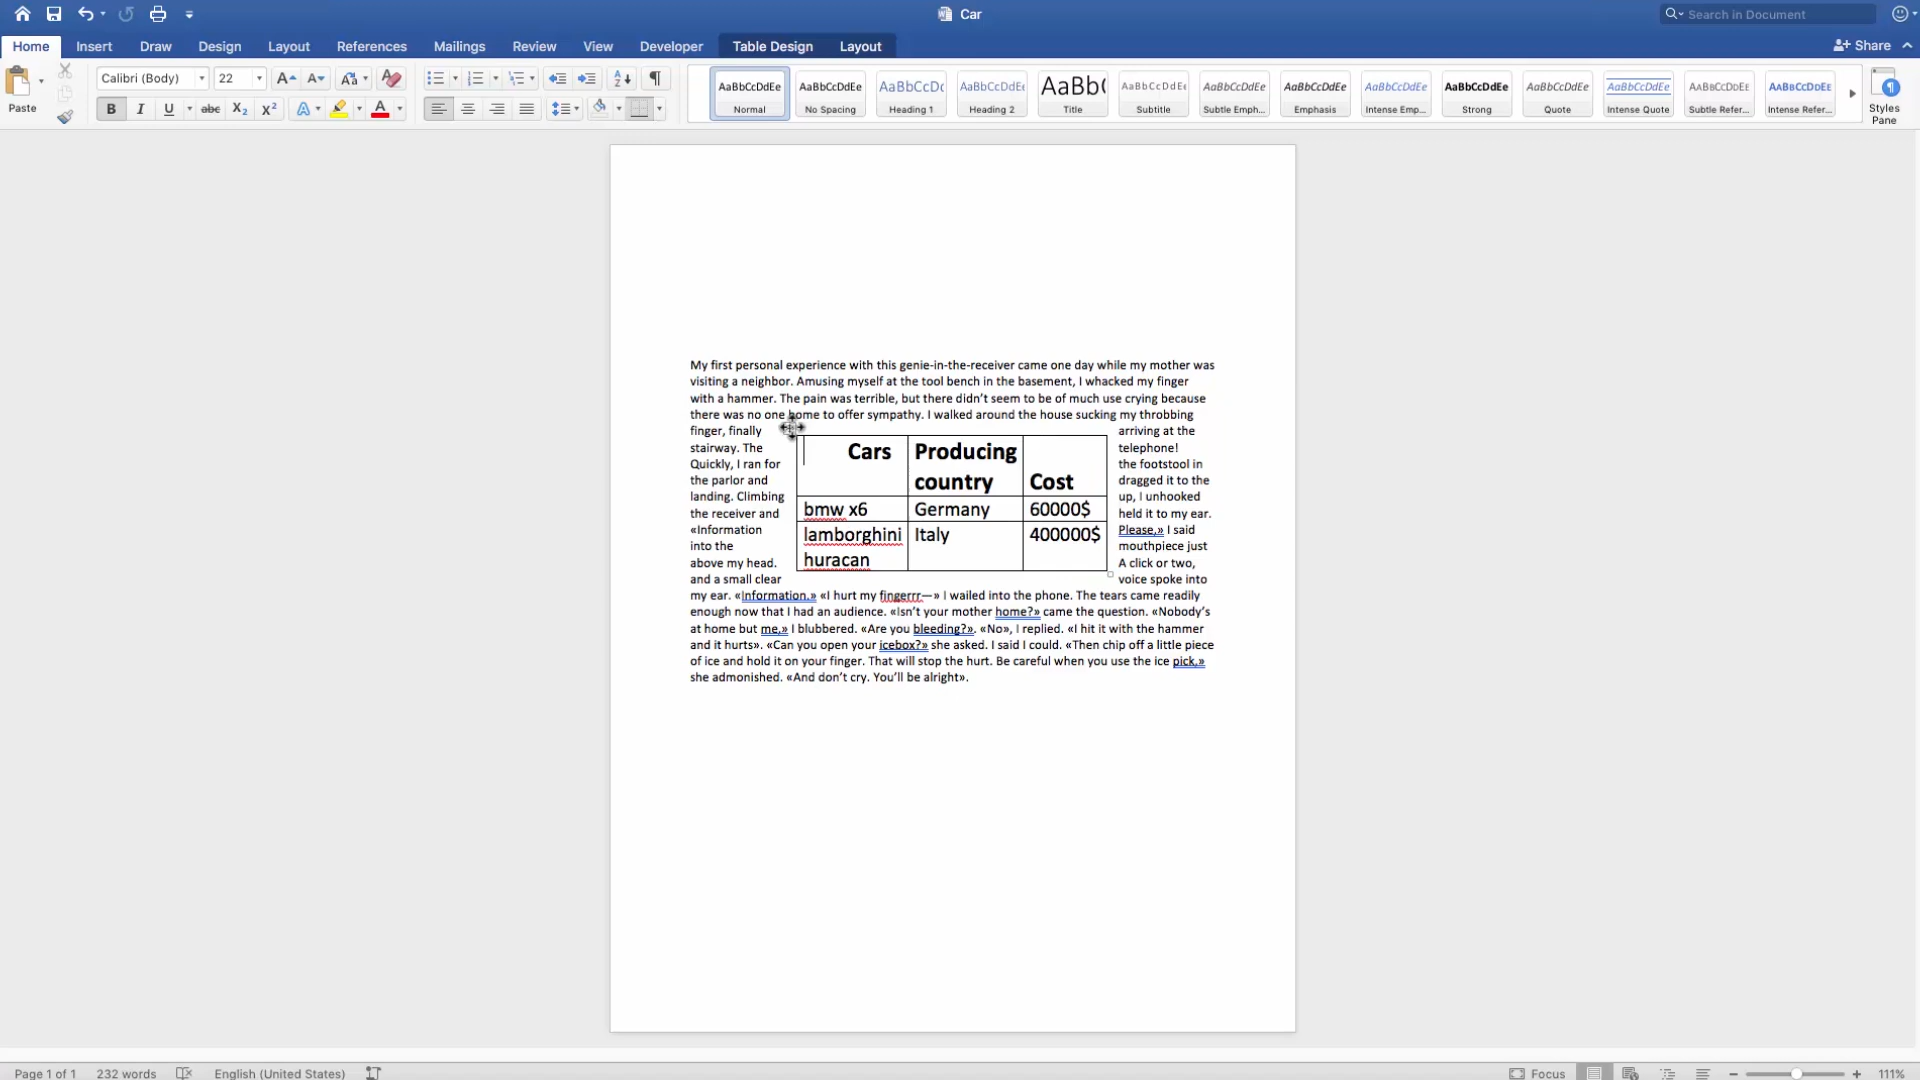 Car
Search in Document
Home
Insert
Draw
Design
Layout
References
Mailings
Review
View
Developer
Table Design
Layout
Share
Paste
Calibri (Body)
22
AaBbCcDdEe
Normal
AaBbCcDdEe
No Spacing
AaBbCcDc
Heading 1
AaBbCcDdEe
Heading 2
AaBb(
Title
AaBbCcDdEe
Subtitle
AaBbCcDdEe
Subtle Emph...
AaBbCcDdEe
Emphasis
AaBbCcDdEe
Intense Emp...
AaBbCcDdEe
Strong
AaBbCcDdEe
Quote
AaBbCcDdEe
Intense Quote
AaBbCcDdEe
Subtle Refer...
AaBbCcDdEe
Intense Refer...
Styles
Pane
My first personal experience with this genie-in-the-receiver came one day while my mother was
visiting a neighbor. Amusing myself at the tool bench in the basement, I whacked my finger
with a hammer. The pain was terrible, but there didn't seem to be of much use crying because
there was no one home to offer sympathy. I walked around the house sucking my throbbing
finger, finally arriving at the
stairway. The telephone!
Quickly, I ran for the footstool in
the parlor and dragged it to the
landing. Climbing up, I unhooked
the receiver and held it to my ear.
«Information Please,» I said
into the mouthpiece just
above my head. A click or two,
and a small clear voice spoke into
Cars Producing country Cost
bmw x6 Germany 60000$
lamborghini huracan Italy 400000$
my ear. «Information.» «I hurt my fingerrr—» I wailed into the phone. The tears came readily
enough now that I had an audience. «Isn't your mother home?» came the question. «Nobody's
at home but me,» I blubbered. «Are you bleeding?». «No», I replied. «I hit it with the hammer
and it hurts». «Can you open your icebox?» she asked. I said I could. «Then chip off a little piece
of ice and hold it on your finger. That will stop the hurt. Be careful when you use the ice pick,»
she admonished. «And don't cry. You'll be alright».
Page 1 of 1
232 words
English (United States)
Focus
111%